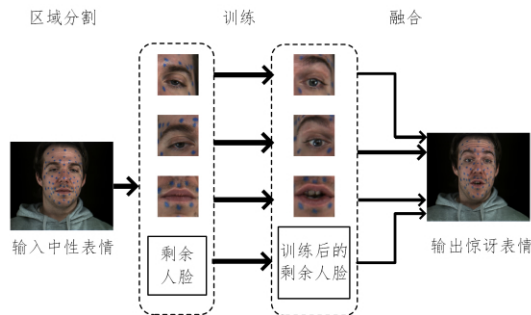 区域分割
训练
融合
输入中性表情
剩余
人脸
训练后的
剩余人脸
输出惊讶表情